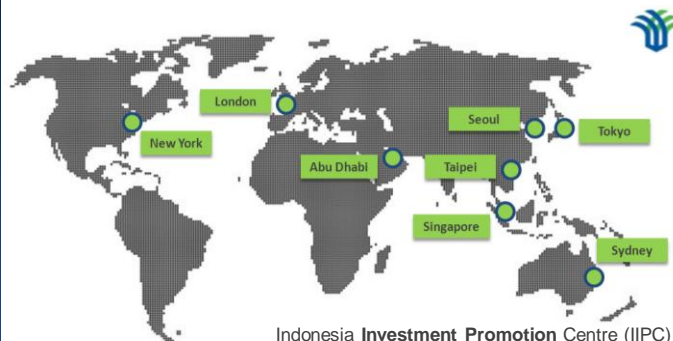 London
New York
Seoul
Tokyo
Abu Dhabi
Taipei
Singapore
Sydney
Indonesia Investment Promotion Centre (IIPC)